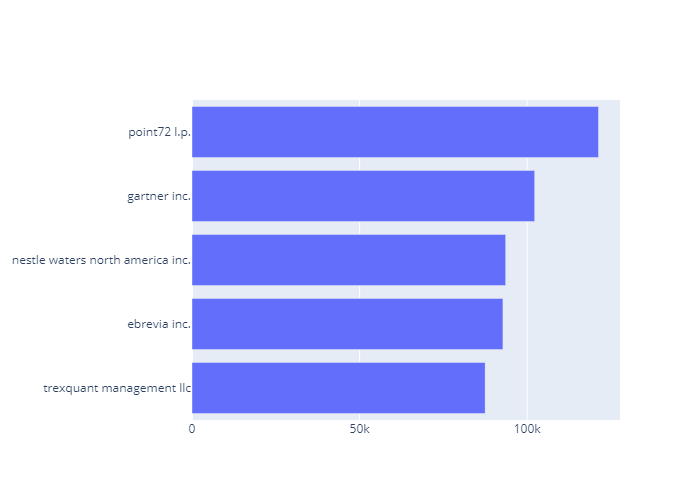 point72 l.p.
gartner inc.
nestle waters north america inc.
ebrevia inc.
trexquant management llc
0
50k
100k